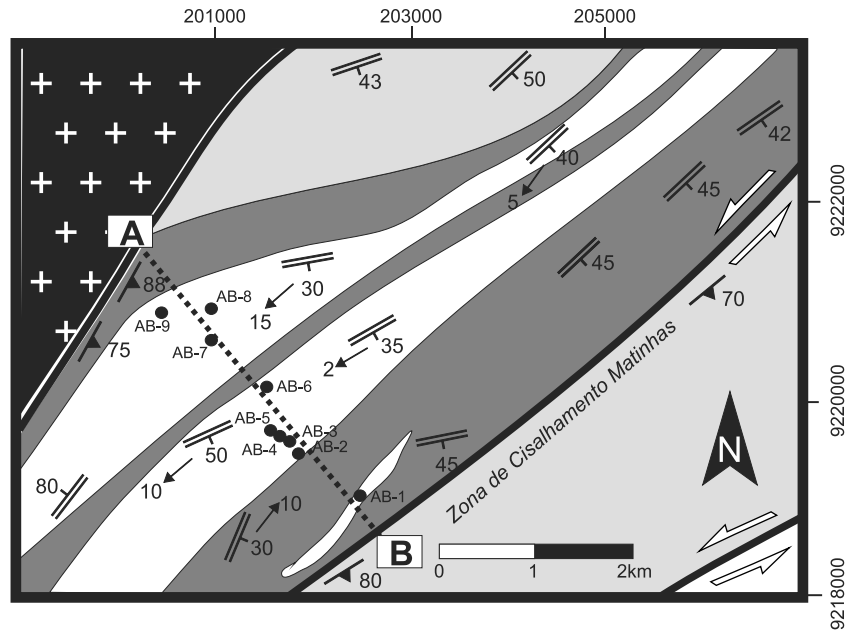 201000
203000
205000
43
50
42
40
45
5
9222000
A
88
45
30
70
AB-8
15
AB-9
AB-7
75
35
2
Zona de Cisalhamento Matinhas
AB-6
9220000
AB-5
AB-3
AB-4
AB-2
50
45
N
80
10
AB-1
10
30
B
80
0
1
2km
9218000